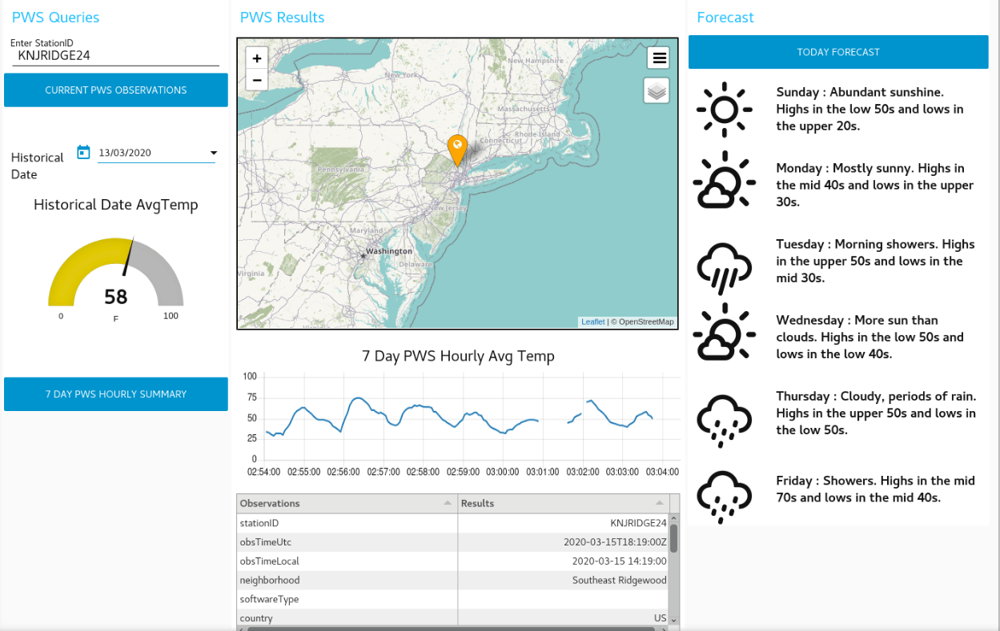 PWS Queries
Enter StationID
KNJRIDGE24
CURRENT PWS OBSERVATIONS
Historical
Date
13/03/2020
Historical Date AvgTemp
58
0
F
100
7 DAY PWS HOURLY SUMMARY
PWS Results
+
−
New Hampshire
New York
Massachusetts
Rhode Island
Connecticut
Pennsylvania
New Jersey
Maryland
Washington
Delaware
Virginia
Leaflet | © OpenStreetMap
7 Day PWS Hourly Avg Temp
100
75
50
25
0
02:54:00 02:55:00 02:56:00 02:57:00 02:58:00 02:59:00 03:00:00 03:01:00 03:02:00 03:03:00 03:04:00
Observations Results
stationID KNJRIDGE24
obsTimeUtc 2020-03-15T18:19:00Z
obsTimeLocal 2020-03-15 14:19:00
neighborhood Southeast Ridgewood
softwareType
country US
Forecast
TODAY FORECAST
Sunday : Abundant sunshine.
Highs in the low 50s and lows in
the upper 20s.
Monday : Mostly sunny. Highs in
the mid 40s and lows in the upper
30s.
Tuesday : Morning showers. Highs
in the upper 50s and lows in the
mid 30s.
Wednesday : More sun than
clouds. Highs in the low 50s and
lows in the low 40s.
Thursday : Cloudy, periods of rain.
Highs in the upper 50s and lows in
the low 50s.
Friday : Showers. Highs in the mid
70s and lows in the mid 40s.